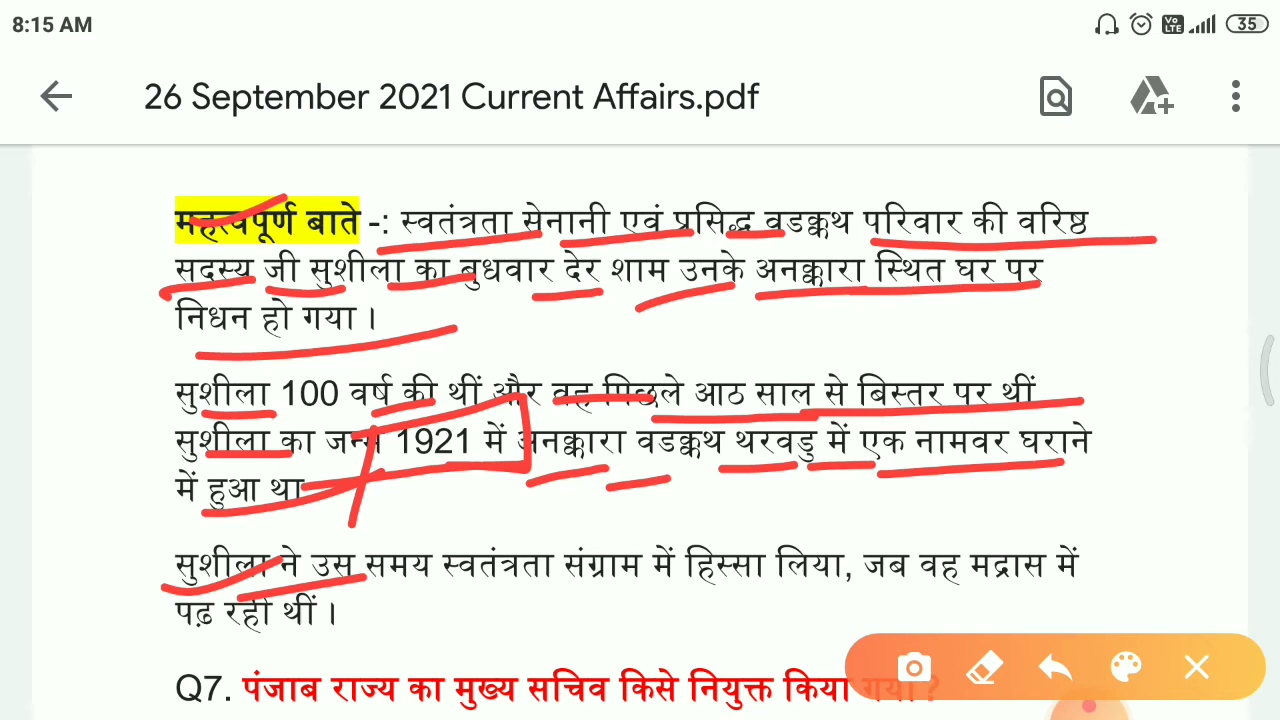 8:15 AM
Vo LTE
35
26 September 2021 Current Affairs.pdf
महत्वपूर्ण बाते -: स्वतंत्रता सेनानी एवं प्रसिद्ध वडक्कथ परिवार की वरिष्ठ
सदस्य जी सुशीला का बुधवार देर शाम उनके अनक्कारा स्थित घर पर
निधन हो गया ।
सुशीला 100 वर्ष की थीं और वह पिछले आठ साल से बिस्तर पर थीं
सुशीला का जन्म 1921 में अनक्कारा वडक्कथ थरवडु में एक नामवर घराने
में हुआ था
सुशीला ने उस समय स्वतंत्रता संग्राम में हिस्सा लिया, जब वह मद्रास में
पढ़ रही थीं ।
Q7. पंजाब राज्य का मुख्य सचिव किसे नियुक्त किया गया ?